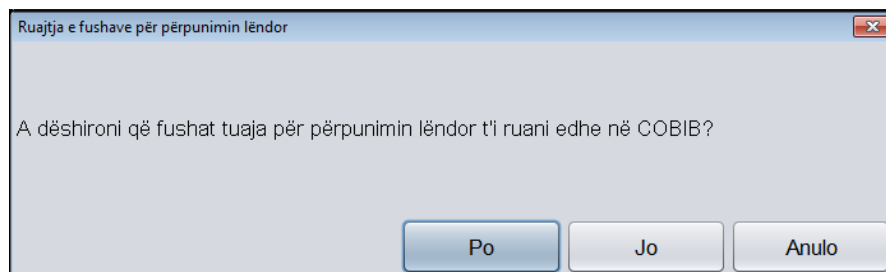 Ruajtja e fushave për përpunimin lëndor
A dëshironi që fushat tuaja për përpunimin lëndor t'i ruani edhe në COBIB?
Po
Jo
Anulo